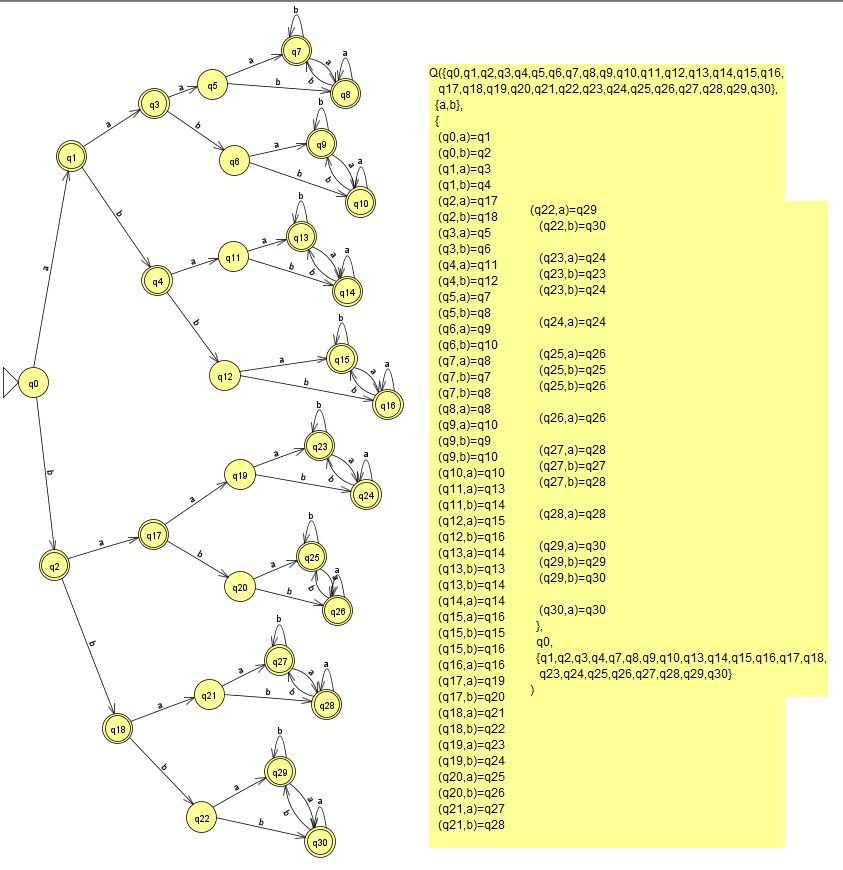 Q({q0,q1,q2,q3,q4,q5,q6,q7,q8,q9,q10,q11,q12,q13,q14,q15,q16,
q17,q18,q19,q20,q21,q22,q23,q24,q25,q26,q27,q28,q29,q30},
{a,b},
{
(q0,a)=q1
(q0,b)=q2
(q1,a)=q3
(q1,b)=q4
(q2,a)=q17
(q2,b)=q18
(q3,a)=q5
(q3,b)=q6
(q4,a)=q11
(q4,b)=q12
(q5,a)=q7
(q5,b)=q8
(q6,a)=q9
(q6,b)=q10
(q7,a)=q8
(q7,b)=q7
(q7,b)=q8
(q8,a)=q8
(q9,a)=q10
(q9,b)=q9
(q9,b)=q10
(q10,a)=q10
(q11,a)=q13
(q11,b)=q14
(q12,a)=q15
(q12,b)=q16
(q13,a)=q14
(q13,b)=q13
(q13,b)=q14
(q14,a)=q14
(q15,a)=q16
(q15,b)=q15
(q15,b)=q16
(q16,a)=q16
(q17,a)=q19
(q17,b)=q20
(q18,a)=q21
(q18,b)=q22
(q19,a)=q23
(q19,b)=q24
(q20,a)=q25
(q20,b)=q26
(q21,a)=q27
(q21,b)=q28
(q22,a)=q29
(q22,b)=q30
(q23,a)=q24
(q23,b)=q23
(q23,b)=q24
(q24,a)=q24
(q25,a)=q26
(q25,b)=q25
(q25,b)=q26
(q26,a)=q26
(q27,a)=q28
(q27,b)=q27
(q27,b)=q28
(q28,a)=q28
(q29,a)=q30
(q29,b)=q29
(q29,b)=q30
(q30,a)=q30
},
q0,
{q1,q2,q3,q4,q7,q8,q9,q10,q13,q14,q15,q16,q17,q18,
q23,q24,q25,q26,q27,q28,q29,q30}
)
b
q7
a
a
b
q5
a
b
q8
a
q3
b
a
q9
a
a
b
q6
b
q10
a
q1
b
b
q13
a
a
b
q11
a
b
q14
a
q4
b
b
q15
a
a
b
q12
a
b
q16
a
q0
b
b
q23
a
a
b
q19
a
b
q24
a
q17
b
b
q25
a
a
b
q20
a
b
q26
a
q2
b
b
q27
a
a
b
q21
a
b
q28
a
q18
b
b
q29
a
a
b
q22
a
b
q30